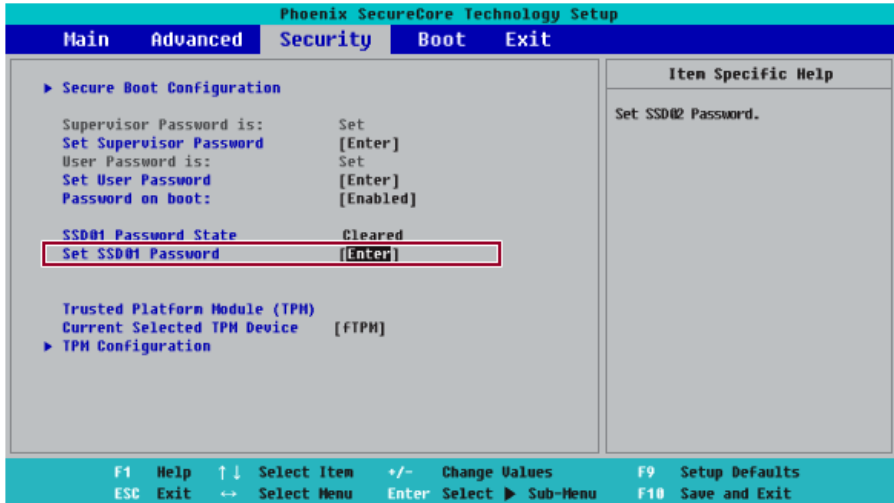 Phoenix SecureCore Technology Setup
Main Advanced Security Boot Exit
Item Specific Help
▶ Secure Boot Configuration
Set SSD02 Password.
Supervisor Password is: Set
Set Supervisor Password [Enter]
User Password is: Set
Set User Password [Enter]
Password on boot: [Enabled]
SSD01 Password State Cleared
Set SSD01 Password [Enter]
Trusted Platform Module (TPM)
Current Selected TPM Device [fTPM]
▶ TPM Configuration
F1 Help ↑↓ Select Item +/- Change Values F9 Setup Defaults
ESC Exit ↔ Select Menu Enter Select ▶ Sub-Menu F10 Save and Exit